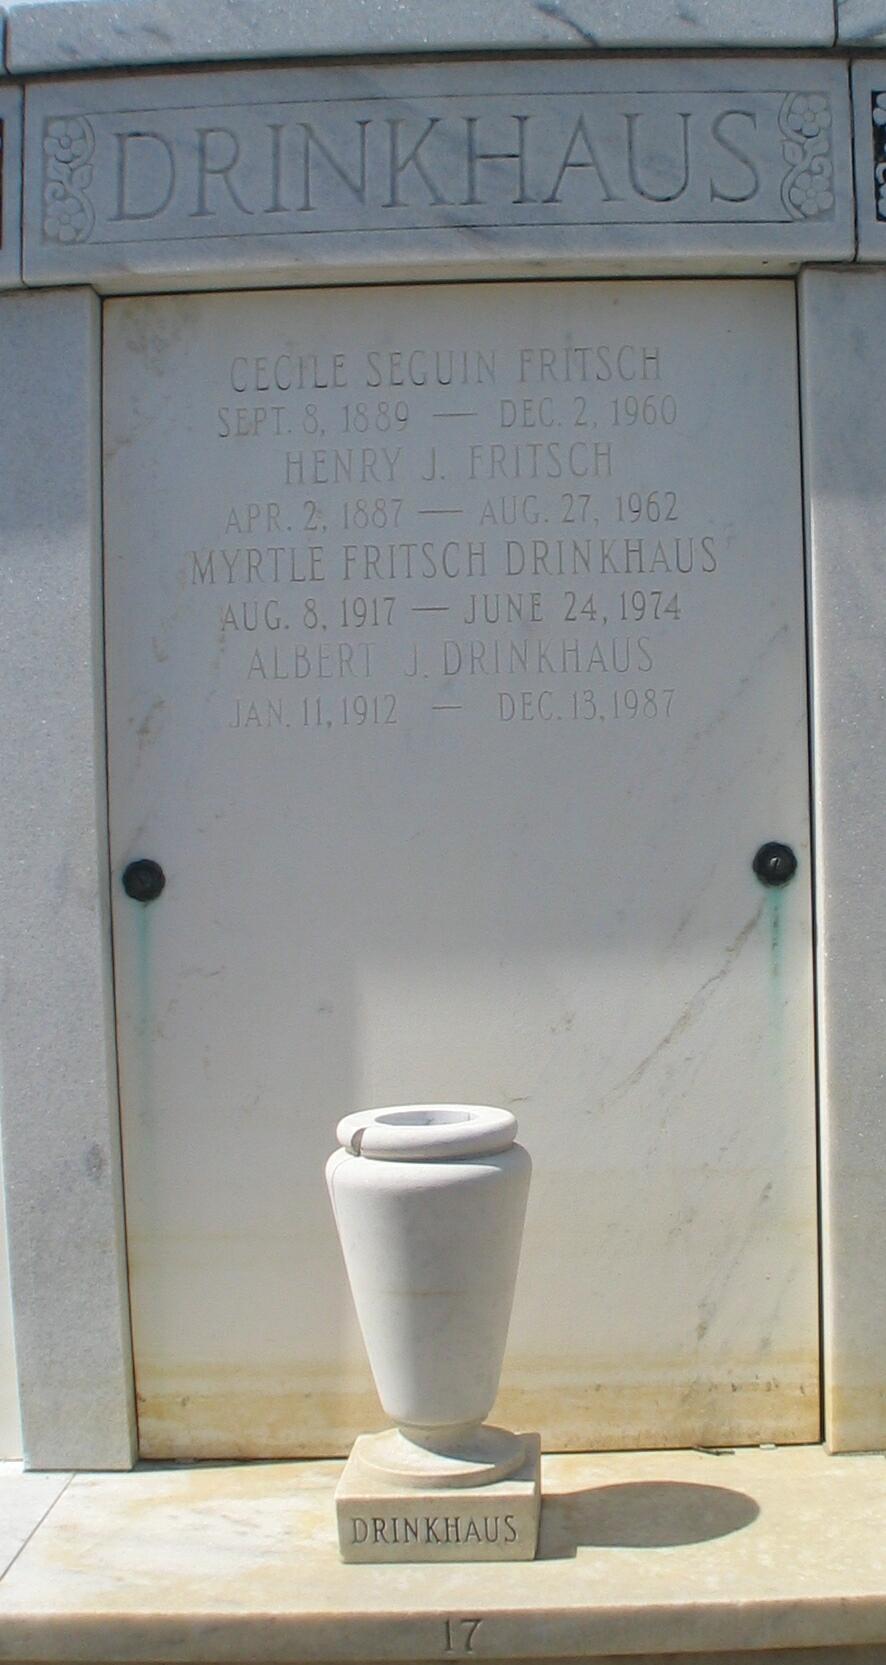 DRINKHAUS
CECILE SEGUIN FRITSCH
SEPT. 8, 1889 — DEC. 2, 1960
HENRY J. FRITSCH
APR. 2, 1887 — AUG. 27, 1962
MYRTLE FRITSCH DRINKHAUS
AUG. 8, 1917 — JUNE 24, 1974
ALBERT J. DRINKHAUS
JAN. 11, 1912 — DEC. 13, 1987
DRINKHAUS
17